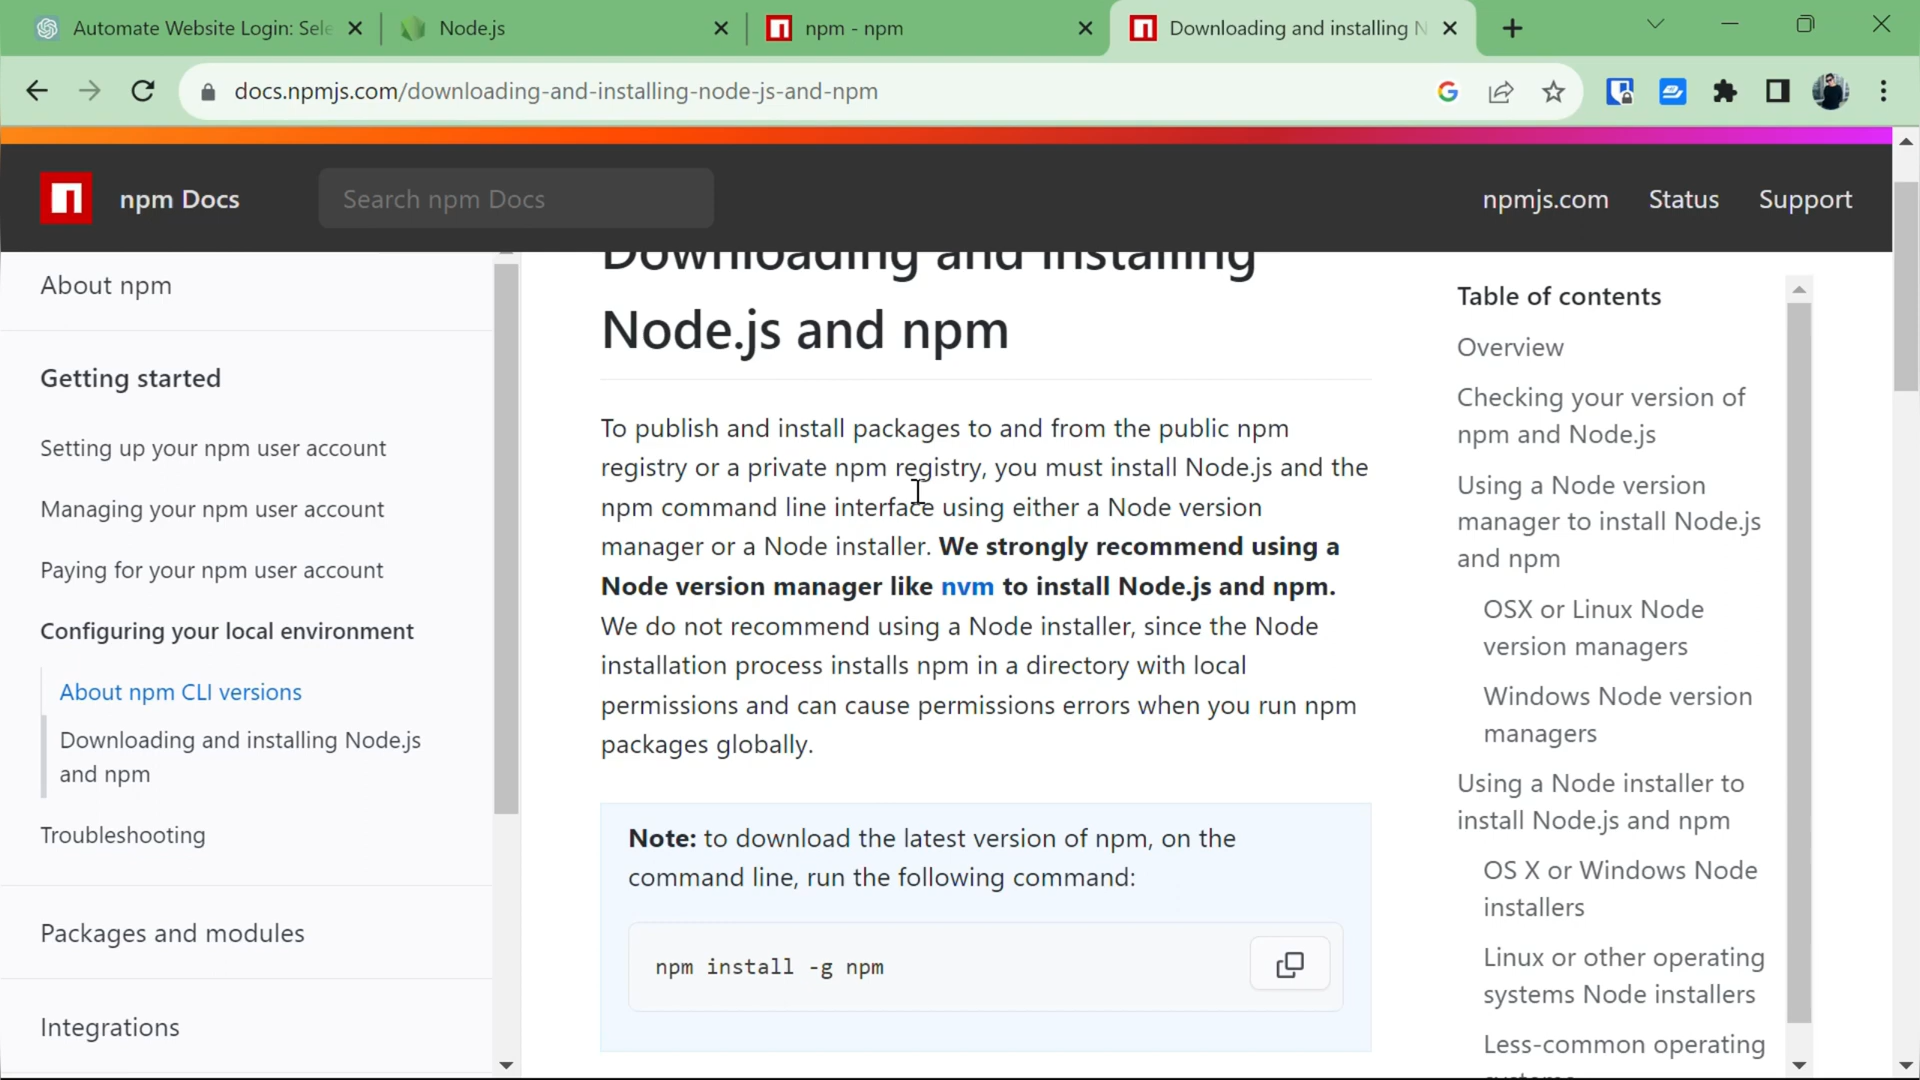 Automate Website Login: Sele
Node.js
npm - npm
Downloading and installing N
docs.npmjs.com/downloading-and-installing-node-js-and-npm
npm Docs
Search npm Docs
npmjs.com
Status
Support
About npm
Getting started
Setting up your npm user account
Managing your npm user account
Paying for your npm user account
Configuring your local environment
About npm CLI versions
Downloading and installing Node.js
and npm
Troubleshooting
Packages and modules
Integrations
Downloading and installing
Node.js and npm
To publish and install packages to and from the public npm
registry or a private npm registry, you must install Node.js and the
npm command line interface using either a Node version
manager or a Node installer. We strongly recommend using a
Node version manager like nvm to install Node.js and npm.
We do not recommend using a Node installer, since the Node
installation process installs npm in a directory with local
permissions and can cause permissions errors when you run npm
packages globally.
Note: to download the latest version of npm, on the
command line, run the following command:
npm install -g npm
Table of contents
Overview
Checking your version of
npm and Node.js
Using a Node version
manager to install Node.js
and npm
OSX or Linux Node
version managers
Windows Node version
managers
Using a Node installer to
install Node.js and npm
OS X or Windows Node
installers
Linux or other operating
systems Node installers
Less-common operating